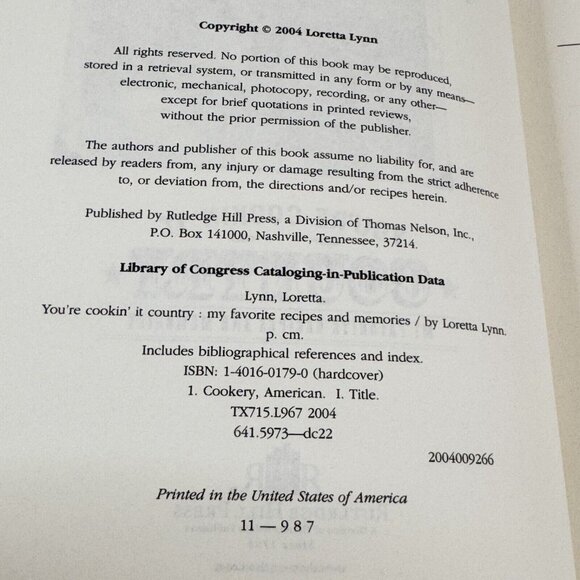 Copyright © 2004 Loretta Lynn
All rights reserved. No portion of this book may be reproduced,
stored in a retrieval system, or transmitted in any form or by any means—
electronic, mechanical, photocopy, recording, or any other—
except for brief quotations in printed reviews,
without the prior permission of the publisher.
The authors and publisher of this book assume no liability for, and are
released by readers from, any injury or damage resulting from the strict adherence
to, or deviation from, the directions and/or recipes herein.
Published by Rutledge Hill Press, a Division of Thomas Nelson, Inc.,
P.O. Box 141000, Nashville, Tennessee, 37214.
Library of Congress Cataloging-in-Publication Data
Lynn, Loretta.
You're cookin' it country : my favorite recipes and memories / by Loretta Lynn.
p. cm.
Includes bibliographical references and index.
ISBN: 1-4016-0179-0 (hardcover)
1. Cookery, American. I. Title.
TX715.L967 2004
641.5973—dc22
2004009266
Printed in the United States of America
11 — 9 8 7